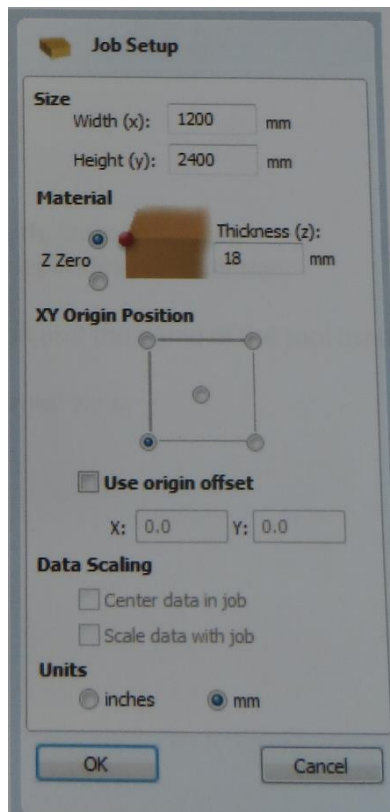 Job Setup
Size
Width (x): 1200 mm
Height (y): 2400 mm
Material
Thickness (z):
Z Zero 18 mm
XY Origin Position
Use origin offset
X: 0.0 Y: 0.0
Data Scaling
Center data in job
Scale data with job
Units
inches mm
OK Cancel